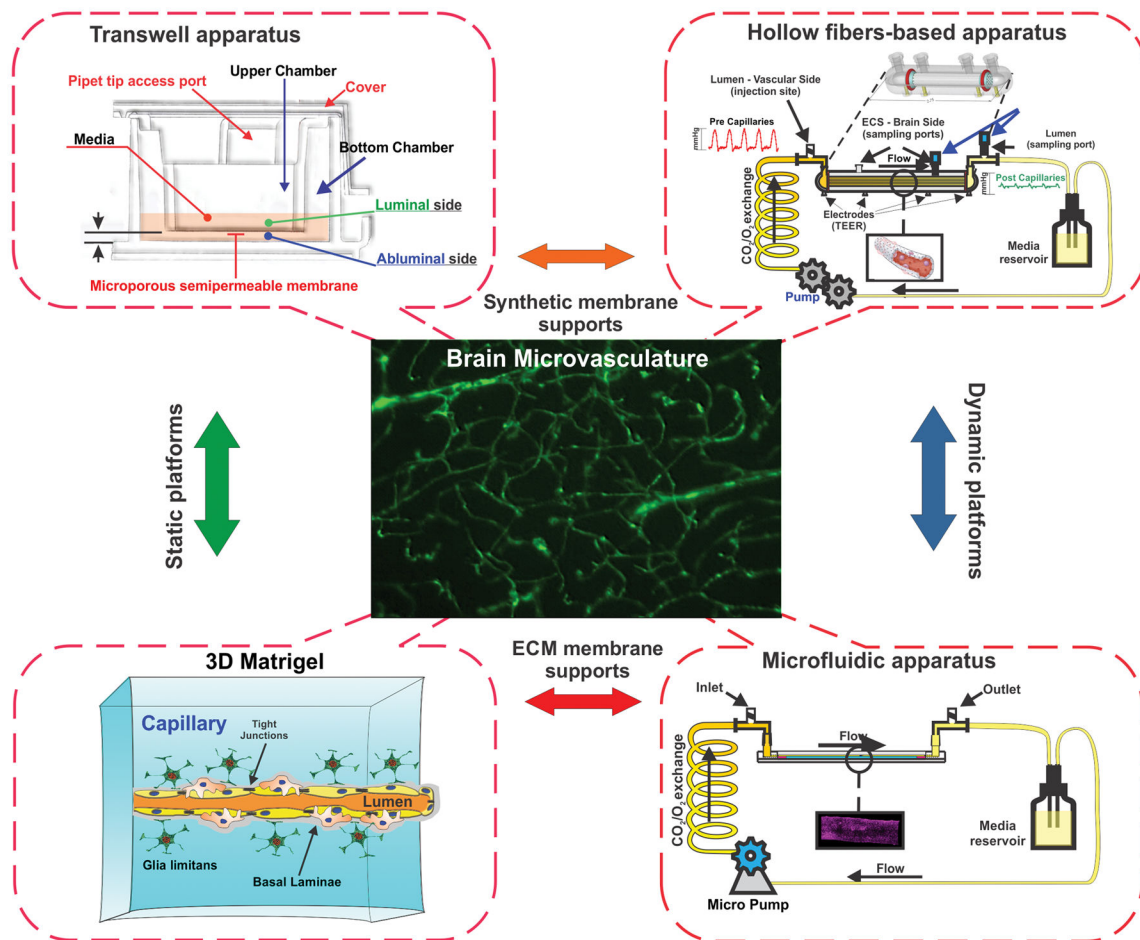 Transwell apparatus
Upper Chamber
Pipet tip access port
Cover
Media
Bottom Chamber
Luminal side
Abluminal side
Microporous semipermeable membrane
Hollow fibers-based apparatus
Lumen - Vascular Side
(injection site)
ECS - Brain Side
(sampling ports)
Lumen
(sampling port)
Pre Capillaries
mmHg
Flow
Post Capillaries
mmHg
CO2/O2 exchange
Electrodes
(TEER)
Media
reservoir
Pump
Synthetic membrane
supports
Brain Microvasculature
Static platforms
Dynamic platforms
ECM membrane
supports
3D Matrigel
Capillary
Tight
Junctions
Lumen
Glia limitans
Basal Laminae
Microfluidic apparatus
Inlet
Outlet
Flow
CO2/O2 exchange
Media
reservoir
Flow
Micro Pump